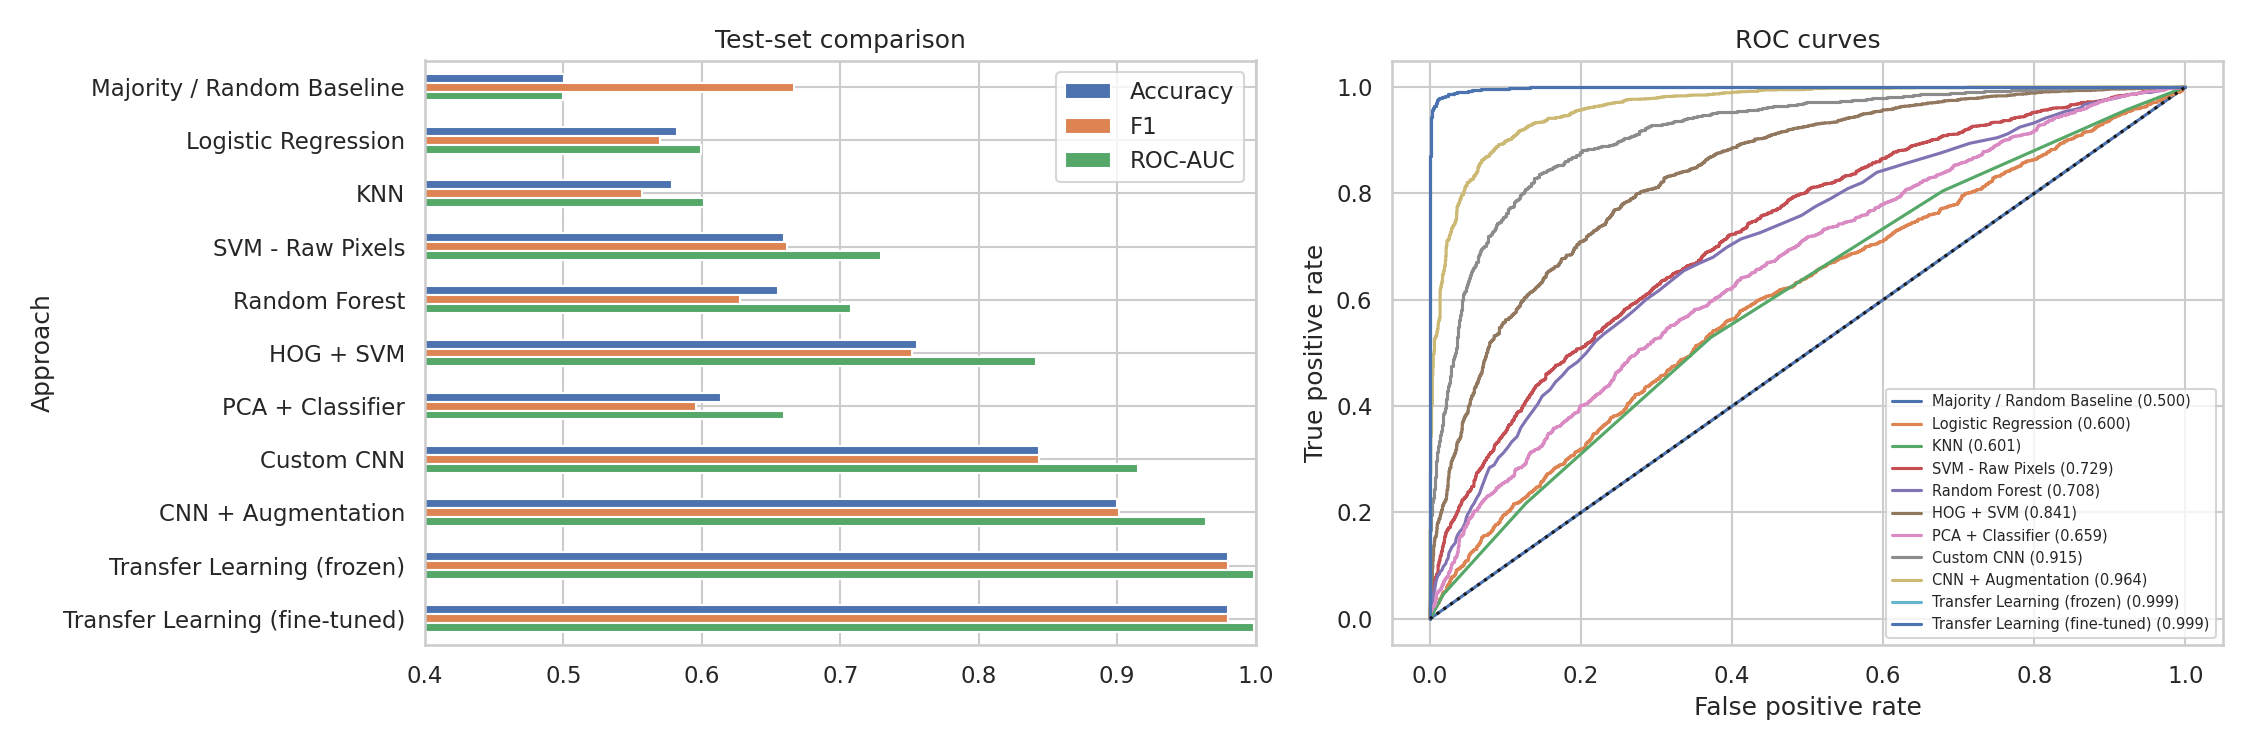 Test-set comparison
Approach
Majority / Random Baseline
Logistic Regression
KNN
SVM - Raw Pixels
Random Forest
HOG + SVM
PCA + Classifier
Custom CNN
CNN + Augmentation
Transfer Learning (frozen)
Transfer Learning (fine-tuned)
0.4 0.5 0.6 0.7 0.8 0.9 1.0
Accuracy
F1
ROC-AUC
ROC curves
True positive rate
1.0
0.8
0.6
0.4
0.2
0.0
0.0 0.2 0.4 0.6 0.8 1.0
False positive rate
Majority / Random Baseline (0.500)
Logistic Regression (0.600)
KNN (0.601)
SVM - Raw Pixels (0.729)
Random Forest (0.708)
HOG + SVM (0.841)
PCA + Classifier (0.659)
Custom CNN (0.915)
CNN + Augmentation (0.964)
Transfer Learning (frozen) (0.999)
Transfer Learning (fine-tuned) (0.999)